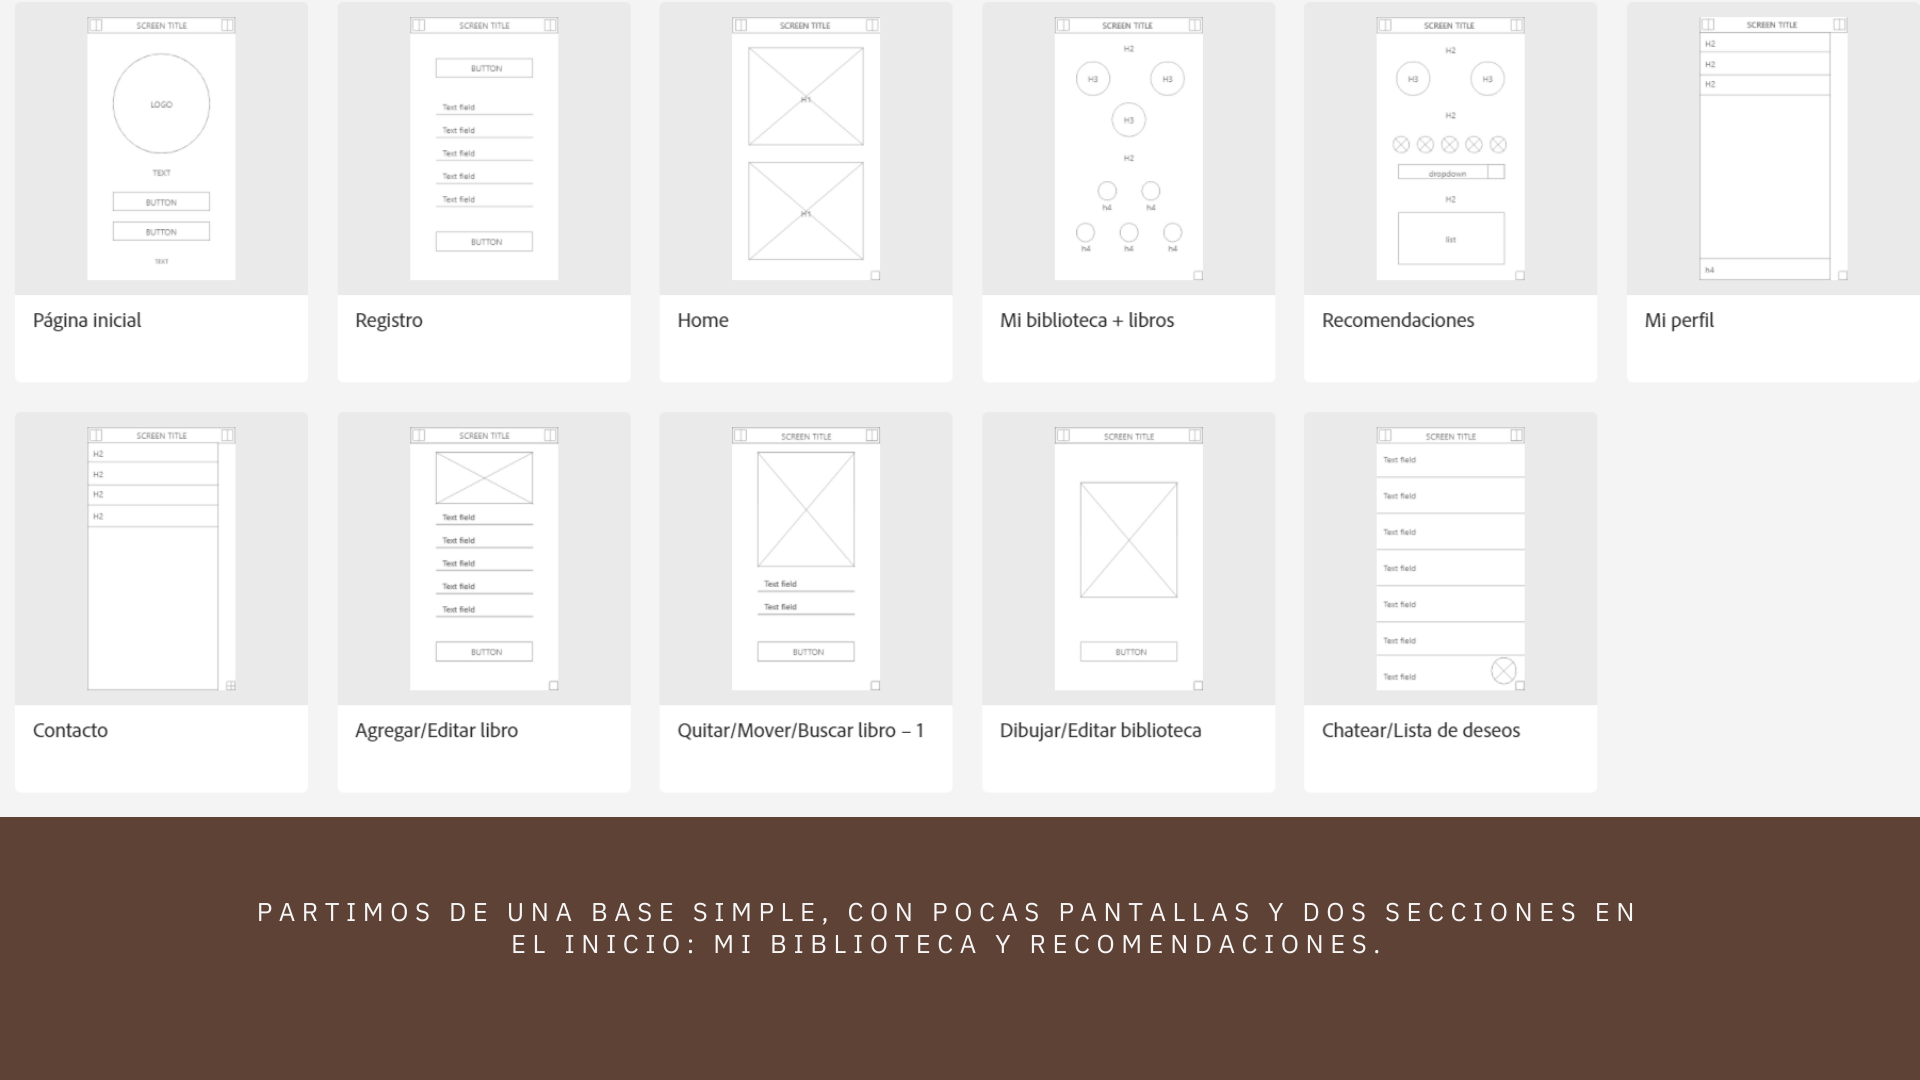 SCREEN TITLE
LOGO
TEXT
BUTTON
BUTTON
TEXT
Página inicial
SCREEN TITLE
BUTTON
Text field
Text field
Text field
Text field
Text field
BUTTON
Registro
SCREEN TITLE
H1
H1
Home
SCREEN TITLE
H2
H3 H3
H3
H2
h4 h4
h4 h4 h4
Mi biblioteca + libros
SCREEN TITLE
H2
H3 H3
H2
dropdown
H2
list
Recomendaciones
SCREEN TITLE
H2
H2
H2
h4
Mi perfil
SCREEN TITLE
H2
H2
H2
H2
Contacto
SCREEN TITLE
Text field
Text field
Text field
Text field
Text field
BUTTON
Agregar/Editar libro
SCREEN TITLE
Text field
Text field
BUTTON
Quitar/Mover/Buscar libro – 1
SCREEN TITLE
BUTTON
Dibujar/Editar biblioteca
SCREEN TITLE
Text field
Text field
Text field
Text field
Text field
Text field
Text field
Chatear/Lista de deseos
PARTIMOS DE UNA BASE SIMPLE, CON POCAS PANTALLAS Y DOS SECCIONES EN
EL INICIO: MI BIBLIOTECA Y RECOMENDACIONES.